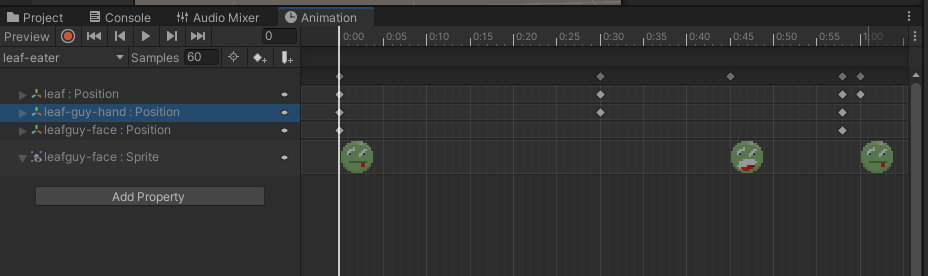 Project Console Audio Mixer Animation
Preview 0 0:00 0:05 0:10 0:15 0:20 0:25 0:30 0:35 0:40 0:45 0:50 0:55 1:00
leaf-eater Samples 60
leaf : Position
leaf-guy-hand : Position
leafguy-face : Position
leafguy-face : Sprite
Add Property